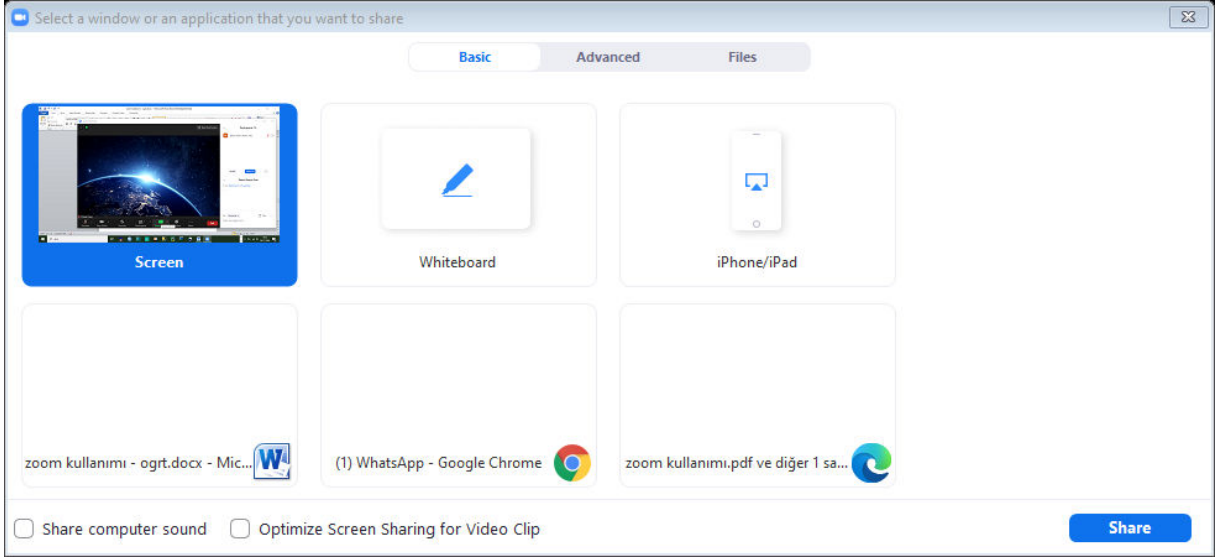 Select a window or an application that you want to share
Basic Advanced Files
Screen Whiteboard iPhone/iPad
zoom kullanımı - ogrt.docx - Mic... (1) WhatsApp - Google Chrome zoom kullanımı.pdf ve diğer 1 sa...
Share computer sound Optimize Screen Sharing for Video Clip Share